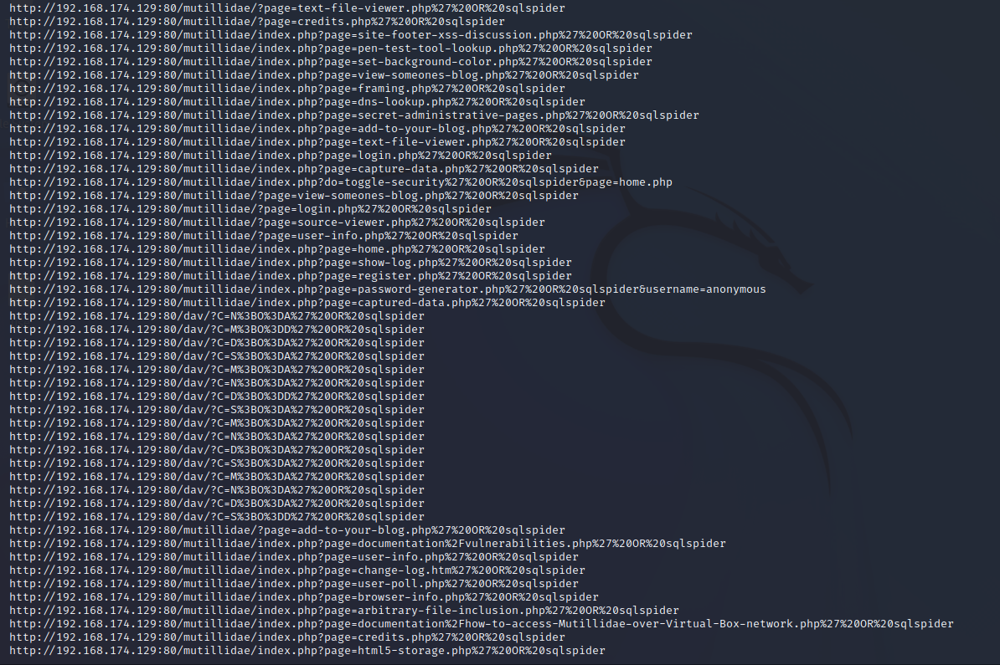 http://192.168.174.129:80/mutillidae/?page=text-file-viewer.php%27%20OR%20sqlspider
http://192.168.174.129:80/mutillidae/?page=credits.php%27%20OR%20sqlspider
http://192.168.174.129:80/mutillidae/index.php?page=site-footer-xss-discussion.php%27%20OR%20sqlspider
http://192.168.174.129:80/mutillidae/index.php?page=pen-test-tool-lookup.php%27%20OR%20sqlspider
http://192.168.174.129:80/mutillidae/index.php?page=set-background-color.php%27%20OR%20sqlspider
http://192.168.174.129:80/mutillidae/index.php?page=view-someones-blog.php%27%20OR%20sqlspider
http://192.168.174.129:80/mutillidae/index.php?page=framing.php%27%20OR%20sqlspider
http://192.168.174.129:80/mutillidae/index.php?page=dns-lookup.php%27%20OR%20sqlspider
http://192.168.174.129:80/mutillidae/index.php?page=secret-administrative-pages.php%27%20OR%20sqlspider
http://192.168.174.129:80/mutillidae/index.php?page=add-to-your-blog.php%27%20OR%20sqlspider
http://192.168.174.129:80/mutillidae/index.php?page=text-file-viewer.php%27%20OR%20sqlspider
http://192.168.174.129:80/mutillidae/index.php?page=login.php%27%20OR%20sqlspider
http://192.168.174.129:80/mutillidae/index.php?page=capture-data.php%27%20OR%20sqlspider
http://192.168.174.129:80/mutillidae/index.php?do=toggle-security%27%20OR%20sqlspider&page=home.php
http://192.168.174.129:80/mutillidae/?page=view-someones-blog.php%27%20OR%20sqlspider
http://192.168.174.129:80/mutillidae/?page=login.php%27%20OR%20sqlspider
http://192.168.174.129:80/mutillidae/?page=source-viewer.php%27%20OR%20sqlspider
http://192.168.174.129:80/mutillidae/?page=user-info.php%27%20OR%20sqlspider
http://192.168.174.129:80/mutillidae/index.php?page=home.php%27%20OR%20sqlspider
http://192.168.174.129:80/mutillidae/index.php?page=show-log.php%27%20OR%20sqlspider
http://192.168.174.129:80/mutillidae/index.php?page=register.php%27%20OR%20sqlspider
http://192.168.174.129:80/mutillidae/index.php?page=password-generator.php%27%20OR%20sqlspider&username=anonymous
http://192.168.174.129:80/mutillidae/index.php?page=captured-data.php%27%20OR%20sqlspider
http://192.168.174.129:80/dav/?C=N%3BO%3DA%27%20OR%20sqlspider
http://192.168.174.129:80/dav/?C=M%3BO%3DD%27%20OR%20sqlspider
http://192.168.174.129:80/dav/?C=D%3BO%3DA%27%20OR%20sqlspider
http://192.168.174.129:80/dav/?C=S%3BO%3DA%27%20OR%20sqlspider
http://192.168.174.129:80/dav/?C=M%3BO%3DA%27%20OR%20sqlspider
http://192.168.174.129:80/dav/?C=N%3BO%3DA%27%20OR%20sqlspider
http://192.168.174.129:80/dav/?C=D%3BO%3DD%27%20OR%20sqlspider
http://192.168.174.129:80/dav/?C=S%3BO%3DA%27%20OR%20sqlspider
http://192.168.174.129:80/dav/?C=M%3BO%3DA%27%20OR%20sqlspider
http://192.168.174.129:80/dav/?C=N%3BO%3DA%27%20OR%20sqlspider
http://192.168.174.129:80/dav/?C=D%3BO%3DA%27%20OR%20sqlspider
http://192.168.174.129:80/dav/?C=S%3BO%3DA%27%20OR%20sqlspider
http://192.168.174.129:80/dav/?C=M%3BO%3DA%27%20OR%20sqlspider
http://192.168.174.129:80/dav/?C=N%3BO%3DA%27%20OR%20sqlspider
http://192.168.174.129:80/dav/?C=D%3BO%3DA%27%20OR%20sqlspider
http://192.168.174.129:80/dav/?C=S%3BO%3DD%27%20OR%20sqlspider
http://192.168.174.129:80/mutillidae/?page=add-to-your-blog.php%27%20OR%20sqlspider
http://192.168.174.129:80/mutillidae/index.php?page=documentation%2Fvulnerabilities.php%27%20OR%20sqlspider
http://192.168.174.129:80/mutillidae/index.php?page=user-info.php%27%20OR%20sqlspider
http://192.168.174.129:80/mutillidae/index.php?page=change-log.htm%27%20OR%20sqlspider
http://192.168.174.129:80/mutillidae/index.php?page=user-poll.php%27%20OR%20sqlspider
http://192.168.174.129:80/mutillidae/index.php?page=browser-info.php%27%20OR%20sqlspider
http://192.168.174.129:80/mutillidae/index.php?page=arbitrary-file-inclusion.php%27%20OR%20sqlspider
http://192.168.174.129:80/mutillidae/index.php?page=documentation%2Fhow-to-access-Mutillidae-over-Virtual-Box-network.php%27%20OR%20sqlspider
http://192.168.174.129:80/mutillidae/index.php?page=credits.php%27%20OR%20sqlspider
http://192.168.174.129:80/mutillidae/index.php?page=html5-storage.php%27%20OR%20sqlspider